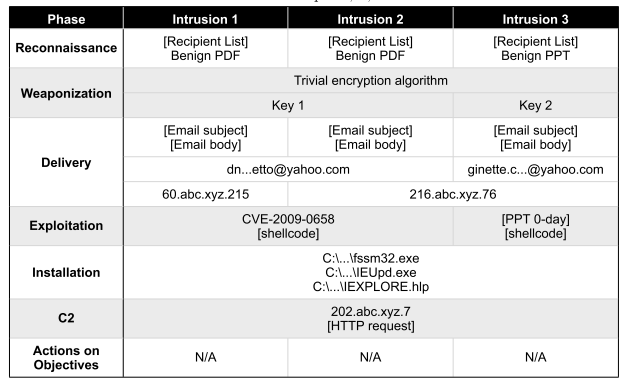 Phase Intrusion 1 Intrusion 2 Intrusion 3
Reconnaissance
[Recipient List]
Benign PDF
[Recipient List]
Benign PDF
[Recipient List]
Benign PPT
Weaponization
Trivial encryption algorithm
Key 1 Key 2
Delivery
[Email subject]
[Email body]
[Email subject]
[Email body]
[Email subject]
[Email body]
dn...etto@yahoo.com ginette.c...@yahoo.com
60.abc.xyz.215 216.abc.xyz.76
Exploitation
CVE-2009-0658
[shellcode]
[PPT 0-day]
[shellcode]
Installation
C:\...\fssm32.exe
C:\...\IEUpd.exe
C:\...\IEXPLORE.hlp
C2
202.abc.xyz.7
[HTTP request]
Actions on
Objectives
N/A N/A N/A